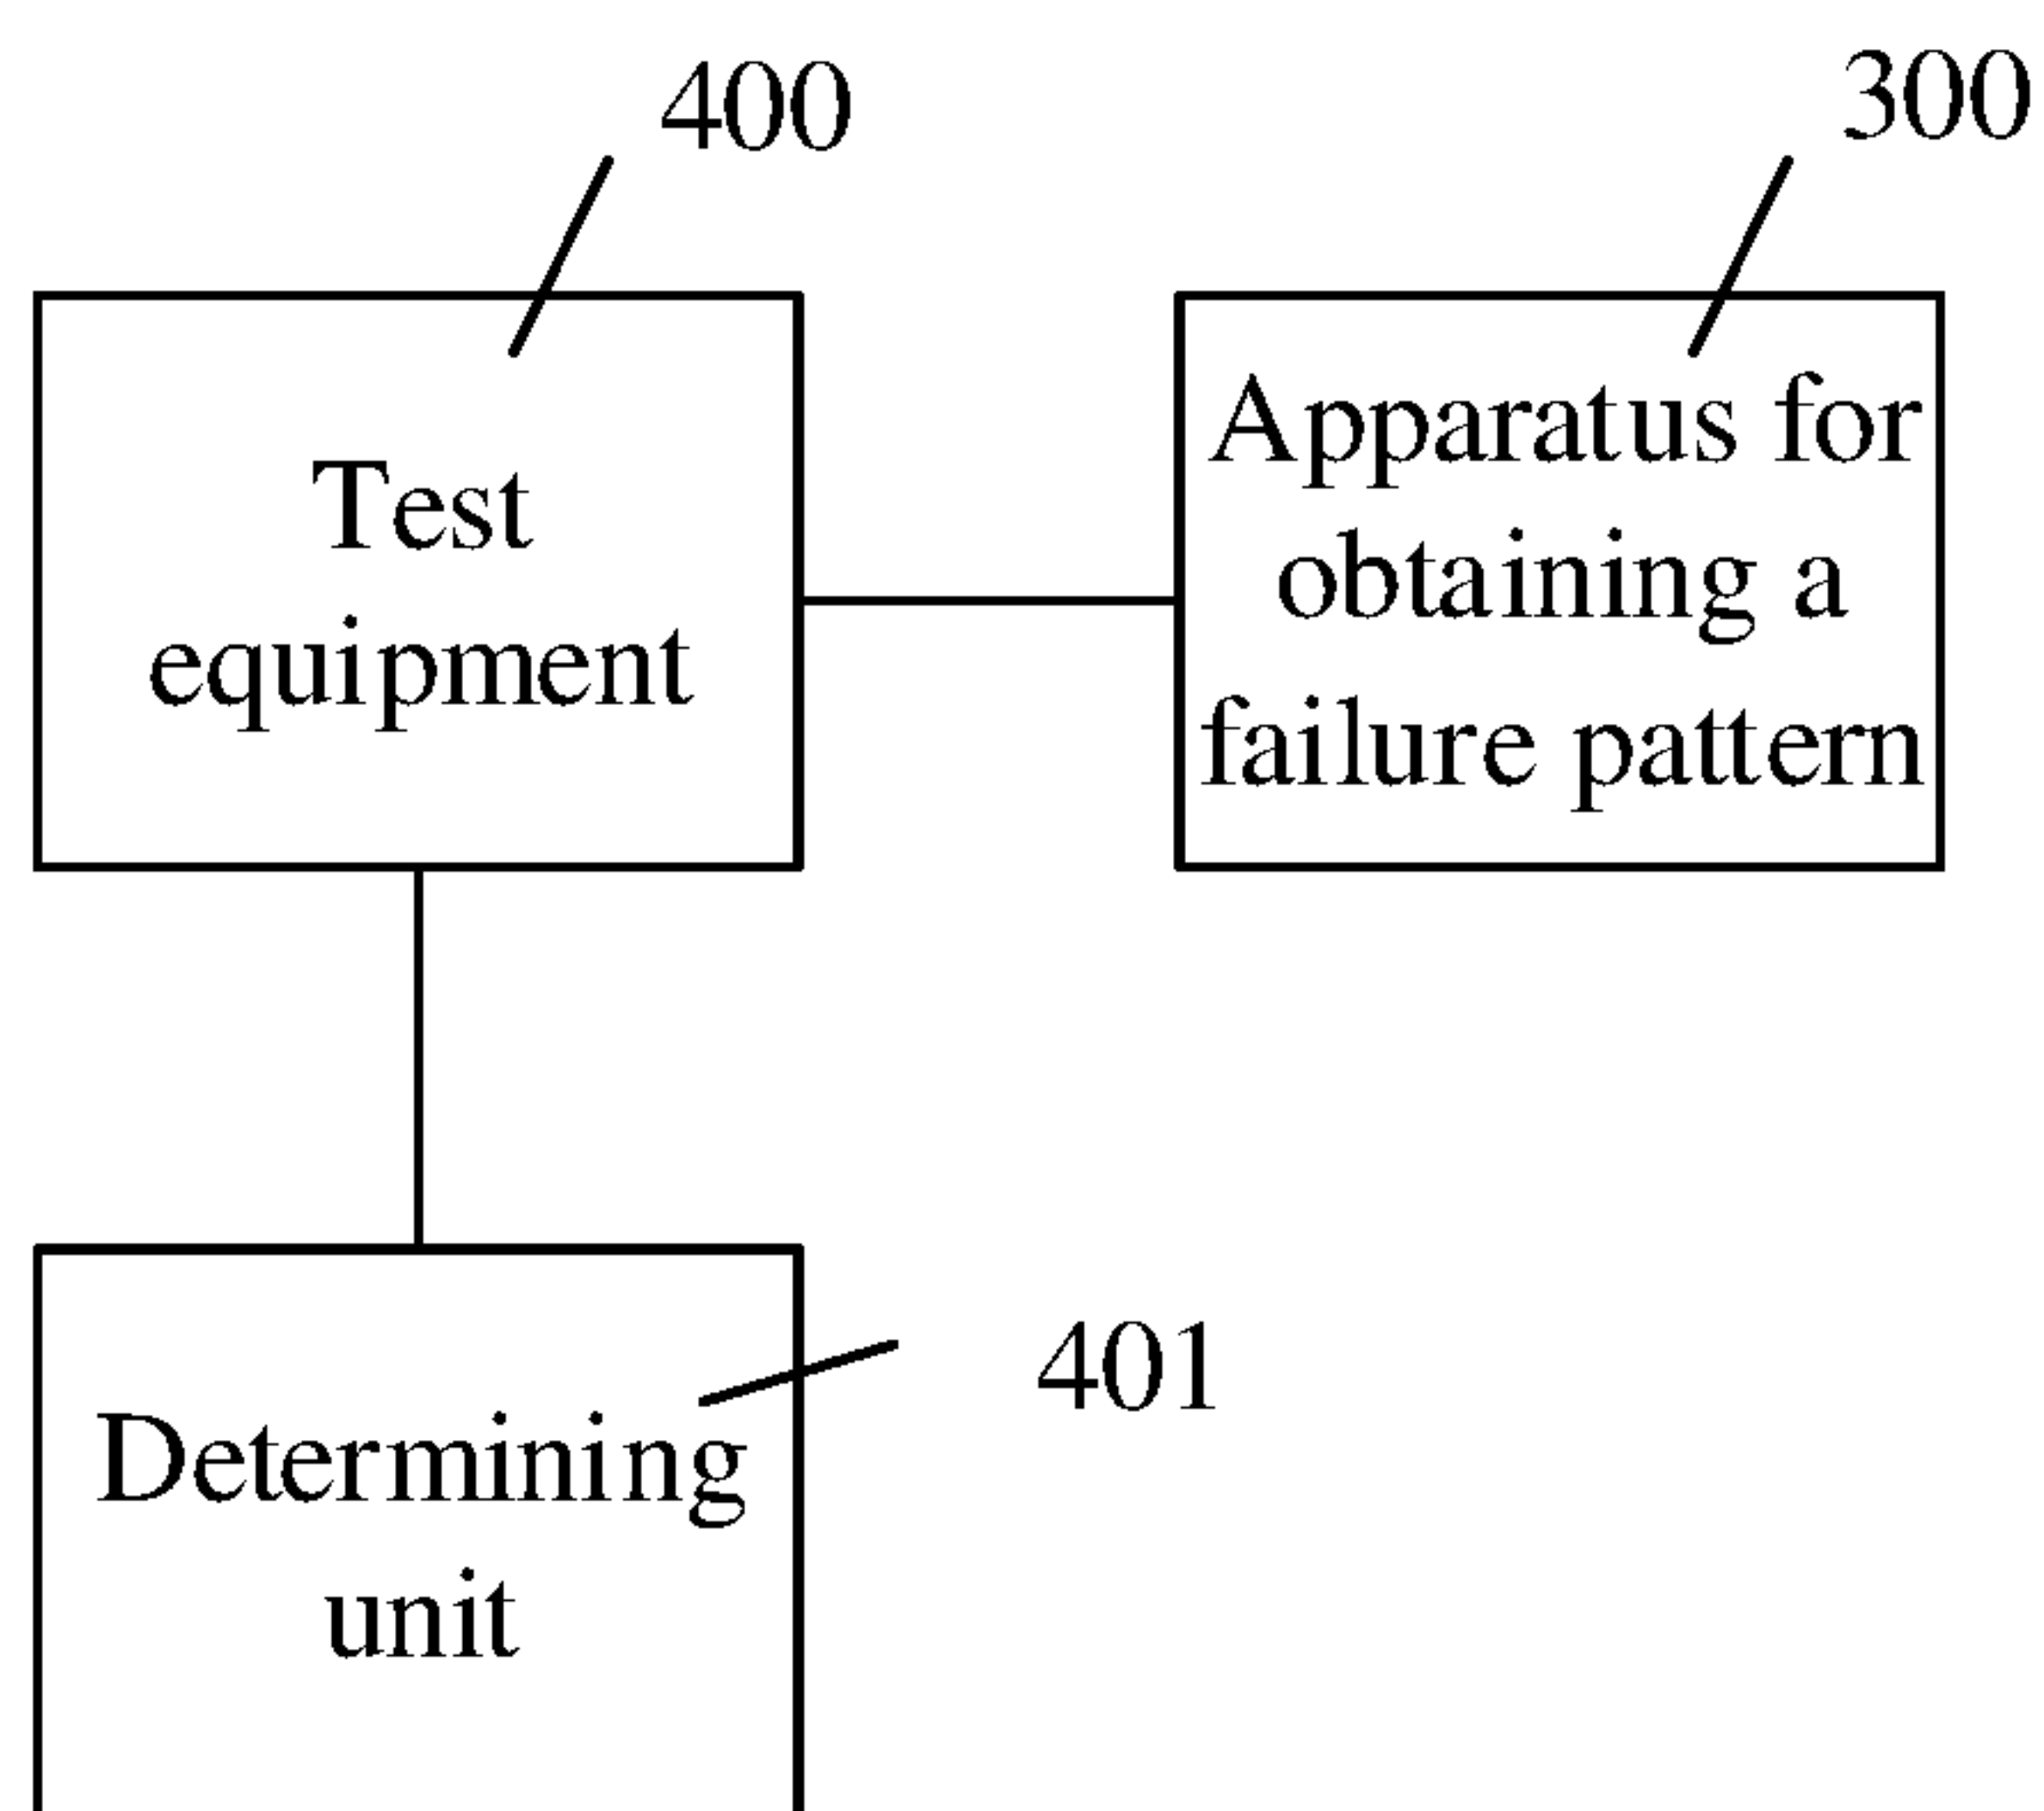 400
300
Test
equipment
Apparatus for
obtaining a
failure pattern
401
Determining
unit